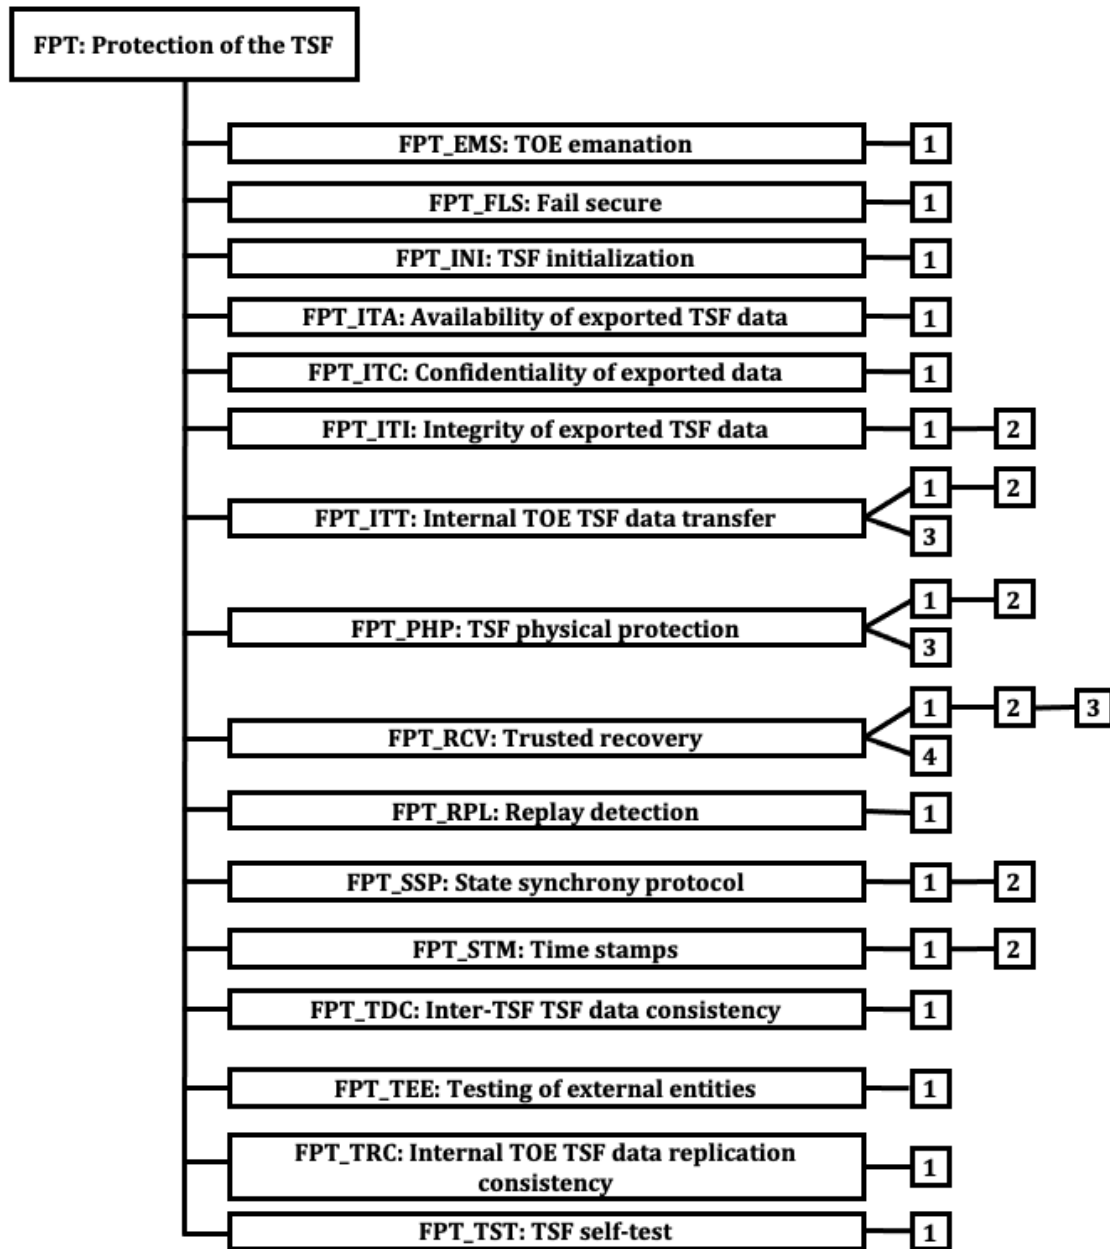 FPT: Protection of the TSF
FPT_EMS: TOE emanation 1
FPT_FLS: Fail secure 1
FPT_INI: TSF initialization 1
FPT_ITA: Availability of exported TSF data 1
FPT_ITC: Confidentiality of exported data 1
FPT_ITI: Integrity of exported TSF data 1 2
1 2
FPT_ITT: Internal TOE TSF data transfer
3
1 2
FPT_PHP: TSF physical protection
3
1 2 3
FPT_RCV: Trusted recovery
4
FPT_RPL: Replay detection 1
FPT_SSP: State synchrony protocol 1 2
FPT_STM: Time stamps 1 2
FPT_TDC: Inter-TSF TSF data consistency 1
FPT_TEE: Testing of external entities 1
FPT_TRC: Internal TOE TSF data replication
consistency
1
FPT_TST: TSF self-test 1